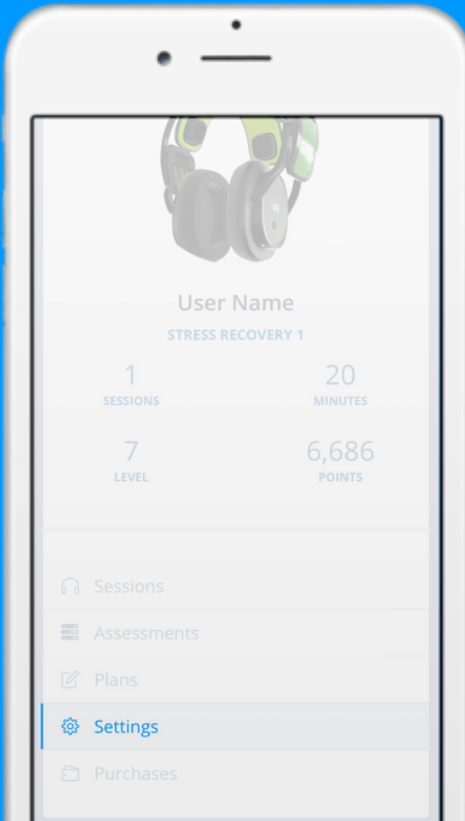 User Name
STRESS RECOVERY 1
1 20
SESSIONS MINUTES
7 6,686
LEVEL POINTS
Sessions
Assessments
Plans
Settings
Purchases